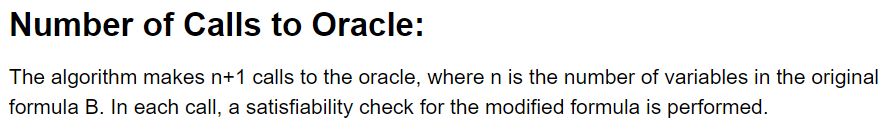 Number of Calls to Oracle:
The algorithm makes n+1 calls to the oracle, where n is the number of variables in the original
formula B. In each call, a satisfiability check for the modified formula is performed.